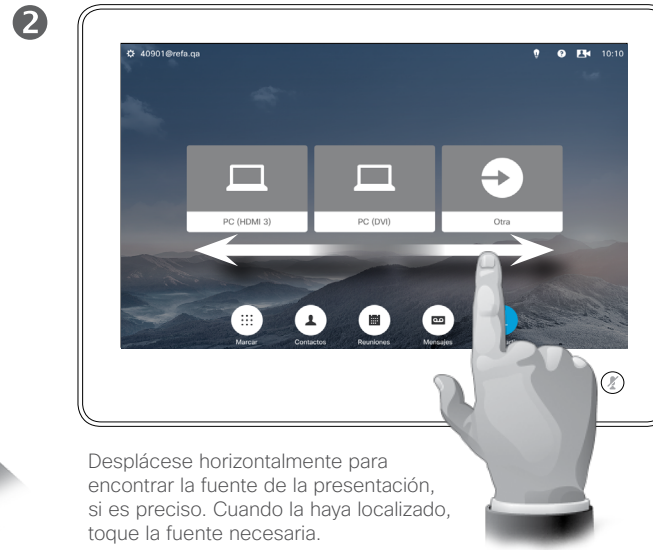 2
40901@refa.qa
10:10
PC (HDMI 3)
PC (DVI)
Otra
Marcar
Contactos
Reuniones
Mensajes
Desplácese horizontalmente para
encontrar la fuente de la presentación,
si es preciso. Cuando la haya localizado,
toque la fuente necesaria.